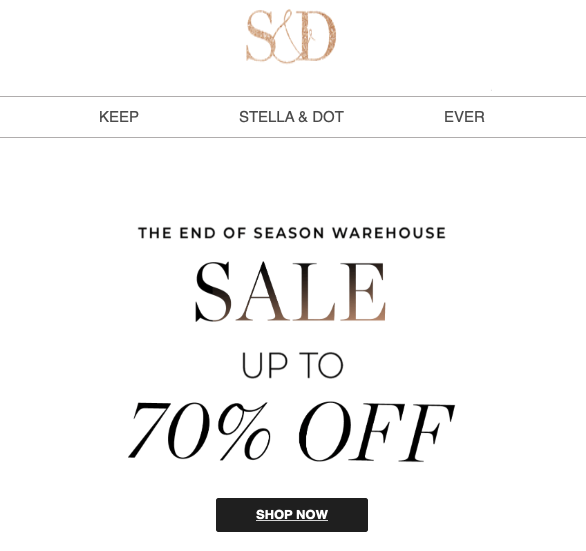 S&D
KEEP STELLA & DOT EVER
THE END OF SEASON WAREHOUSE
SALE
UP TO
70% OFF
SHOP NOW